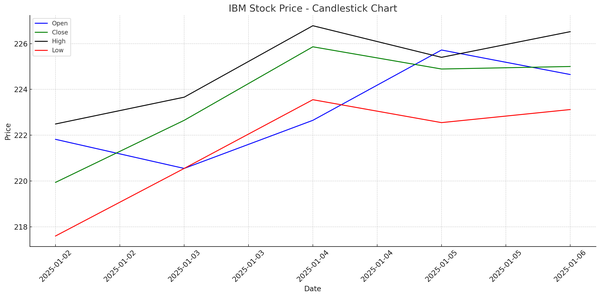 IBM Stock Price - Candlestick Chart
Open
Close
High
Low
Price
226
224
222
220
218
2025-01-02
2025-01-02
2025-01-03
2025-01-03
2025-01-04
2025-01-04
2025-01-05
2025-01-05
2025-01-06
Date